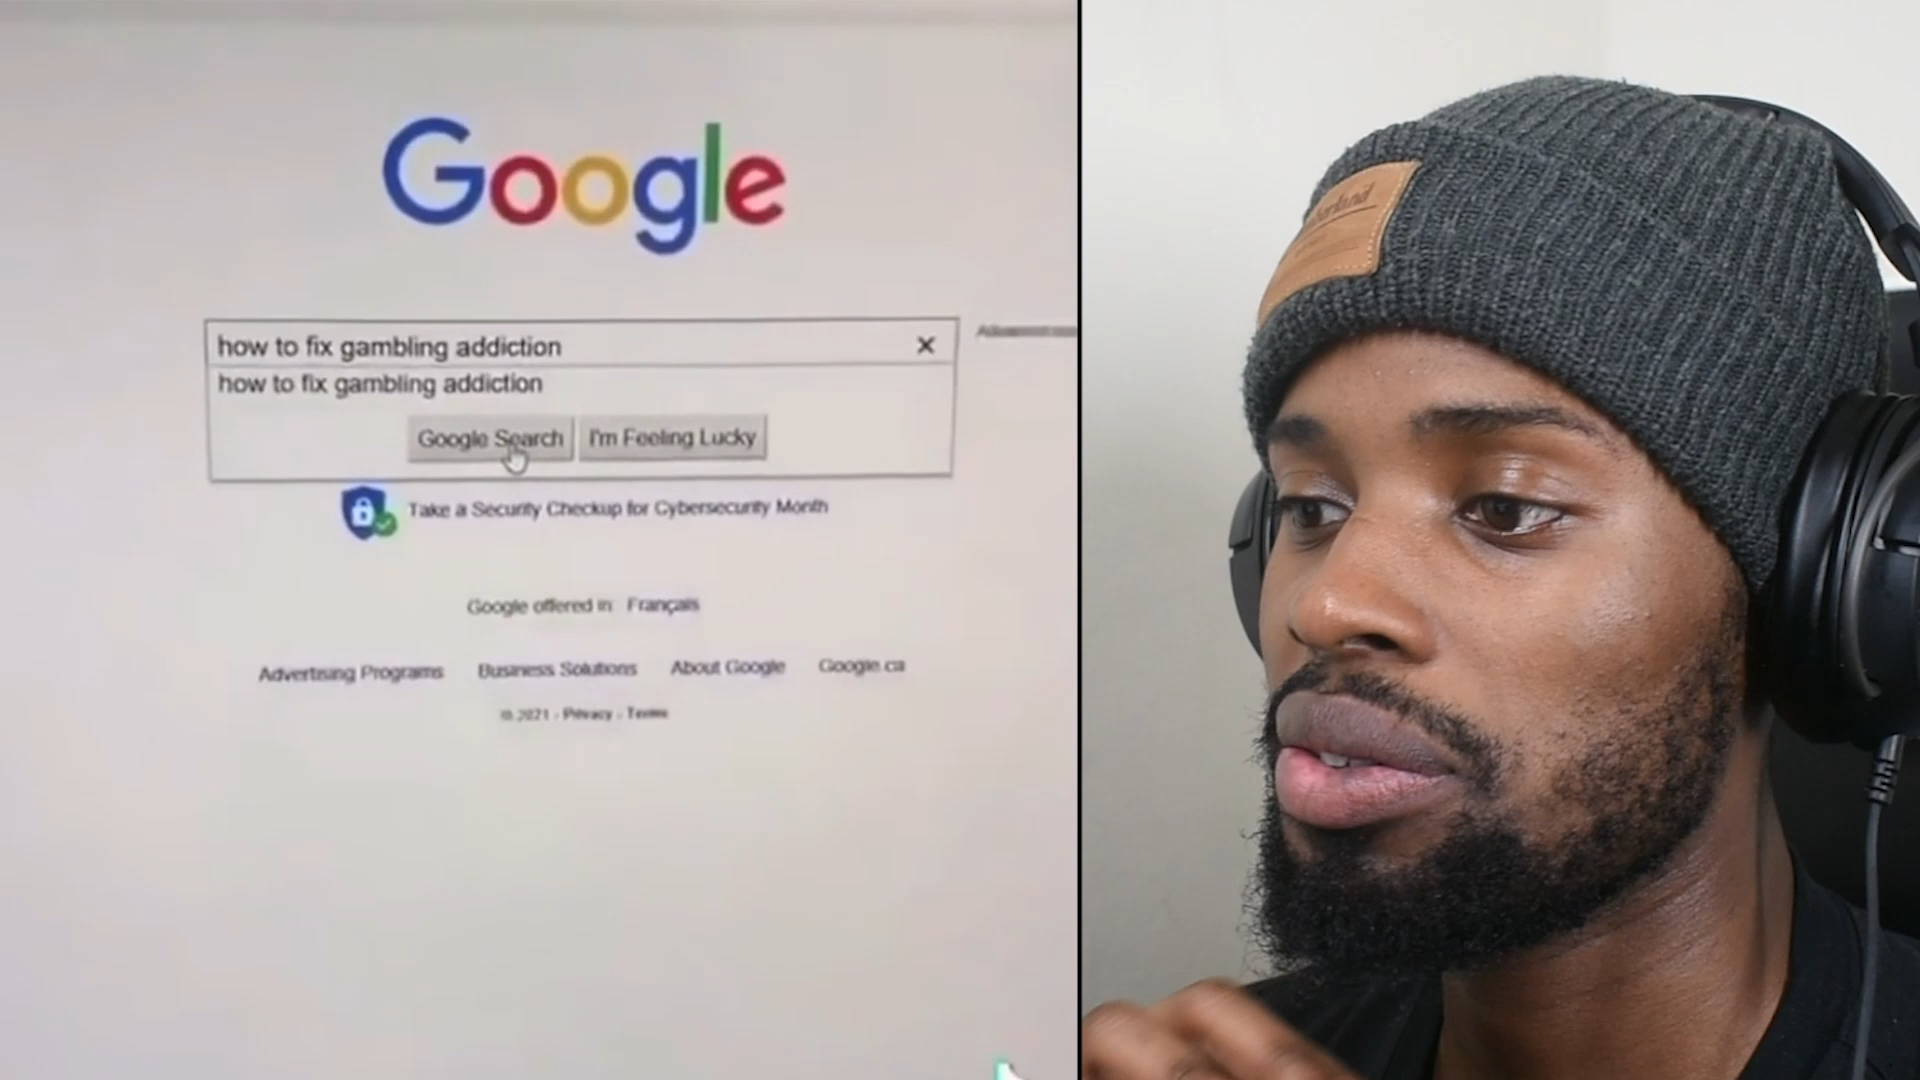 Google
how to fix gambling addiction
how to fix gambling addiction
Google Search I'm Feeling Lucky
Take a Security Checkup for Cybersecurity Month
Google offered in: Français
Advertising Programs Business Solutions About Google Google.ca
© 2021 - Privacy - Terms